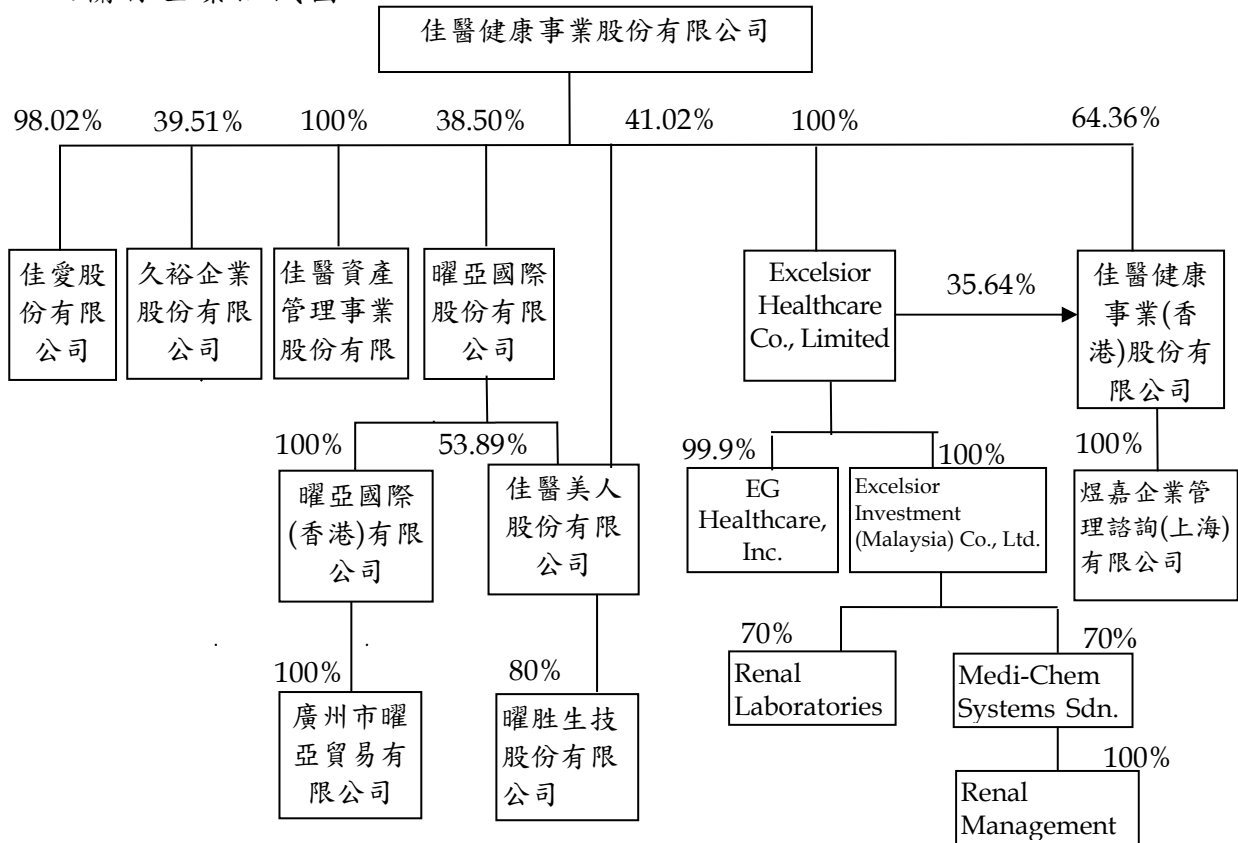 佳醫健康事業股份有限公司
98.02%
39.51%
100%
38.50%
41.02%
100%
64.36%
佳愛股
份有限
公司
久裕企業
股份有限
公司
佳醫資產
管理事業
股份有限
曜亞國際
股份有限
公司
Excelsior
Healthcare
Co., Limited
35.64%
佳醫健康
事業(香
港)股份有
限公司
100%
53.89%
99.9%
100%
100%
曜亞國際
(香港)有限
公司
佳醫美人
股份有限
公司
EG
Healthcare,
Inc.
Excelsior
Investment
(Malaysia) Co., Ltd.
煜嘉企業管
理諮詢(上海)
有限公司
100%
80%
70%
70%
廣州市曜
亞貿易有
限公司
曜胜生技
股份有限
公司
Renal
Laboratories
Medi-Chem
Systems Sdn.
100%
Renal
Management